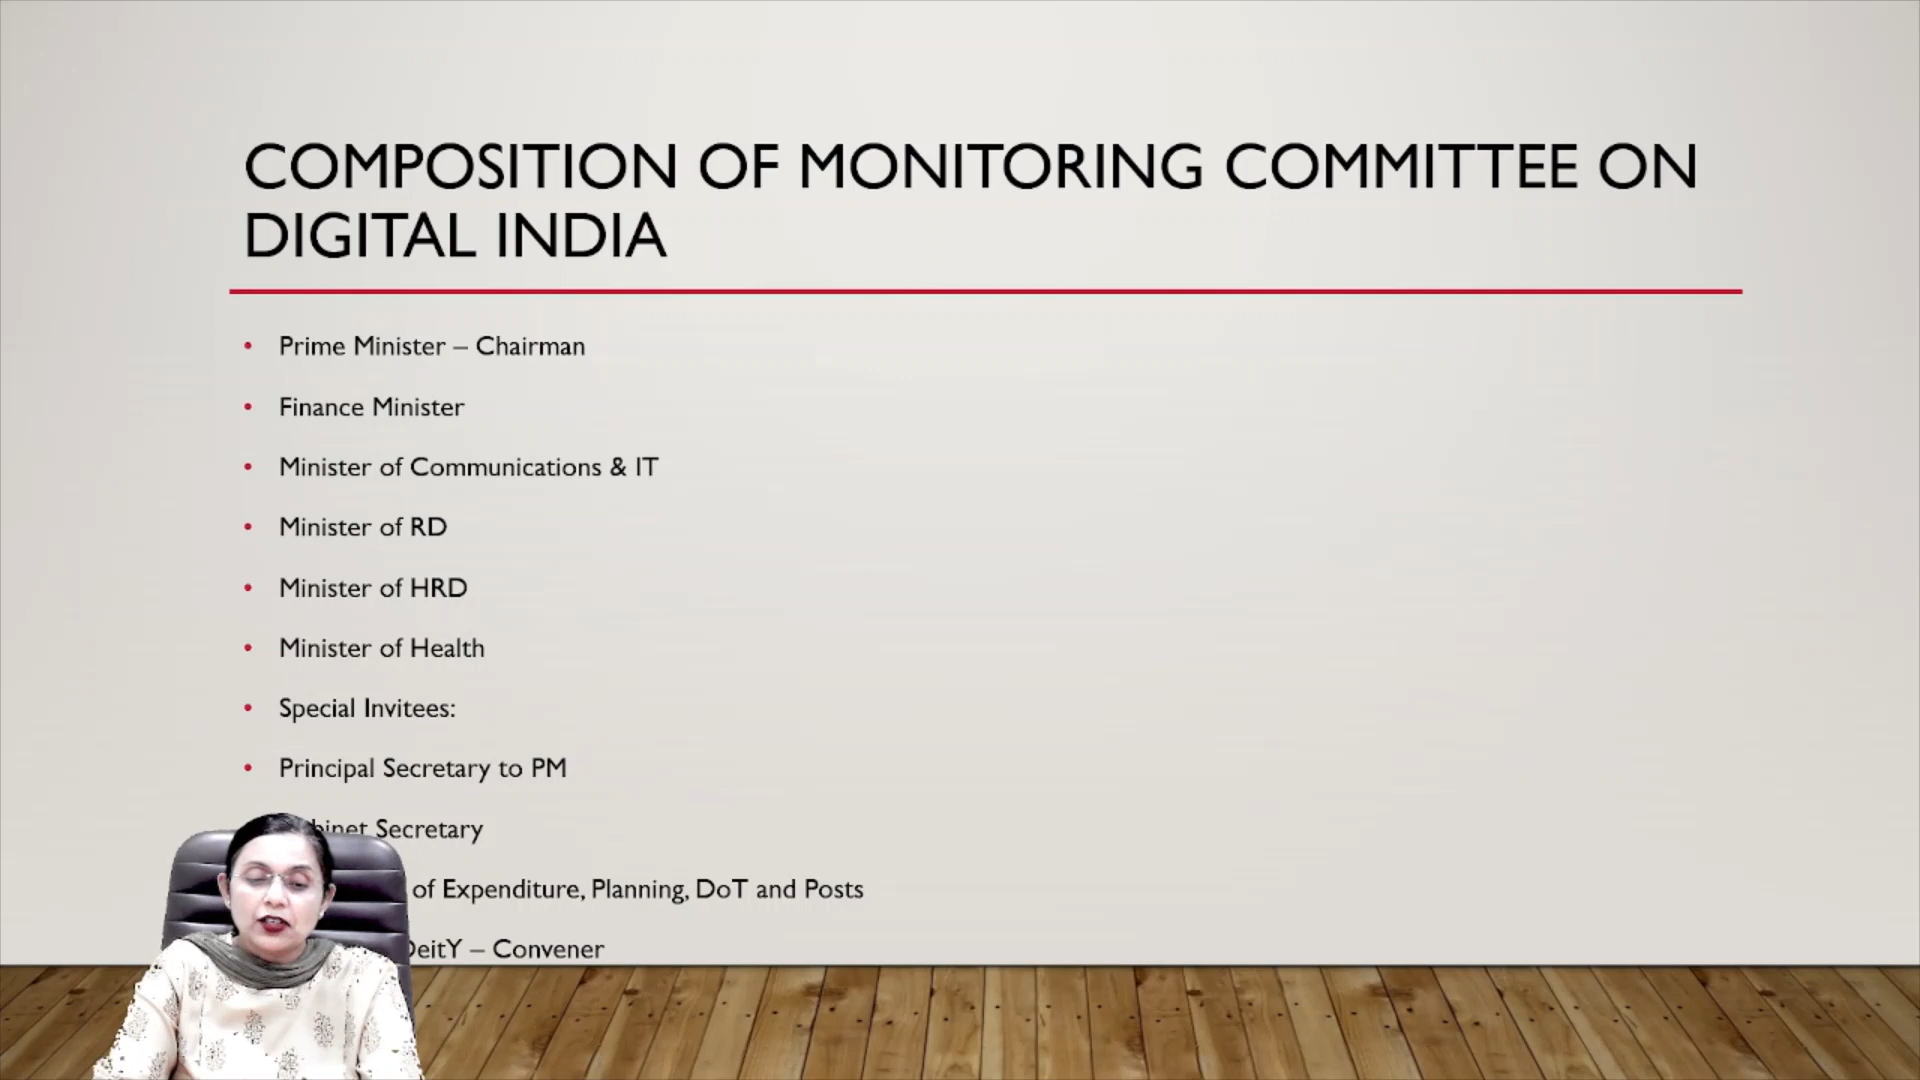 COMPOSITION OF MONITORING COMMITTEE ON
DIGITAL INDIA
• Prime Minister – Chairman
• Finance Minister
• Minister of Communications & IT
• Minister of RD
• Minister of HRD
• Minister of Health
• Special Invitees:
• Principal Secretary to PM
Secretary
of Expenditure, Planning, DoT and Posts
DeitY – Convener